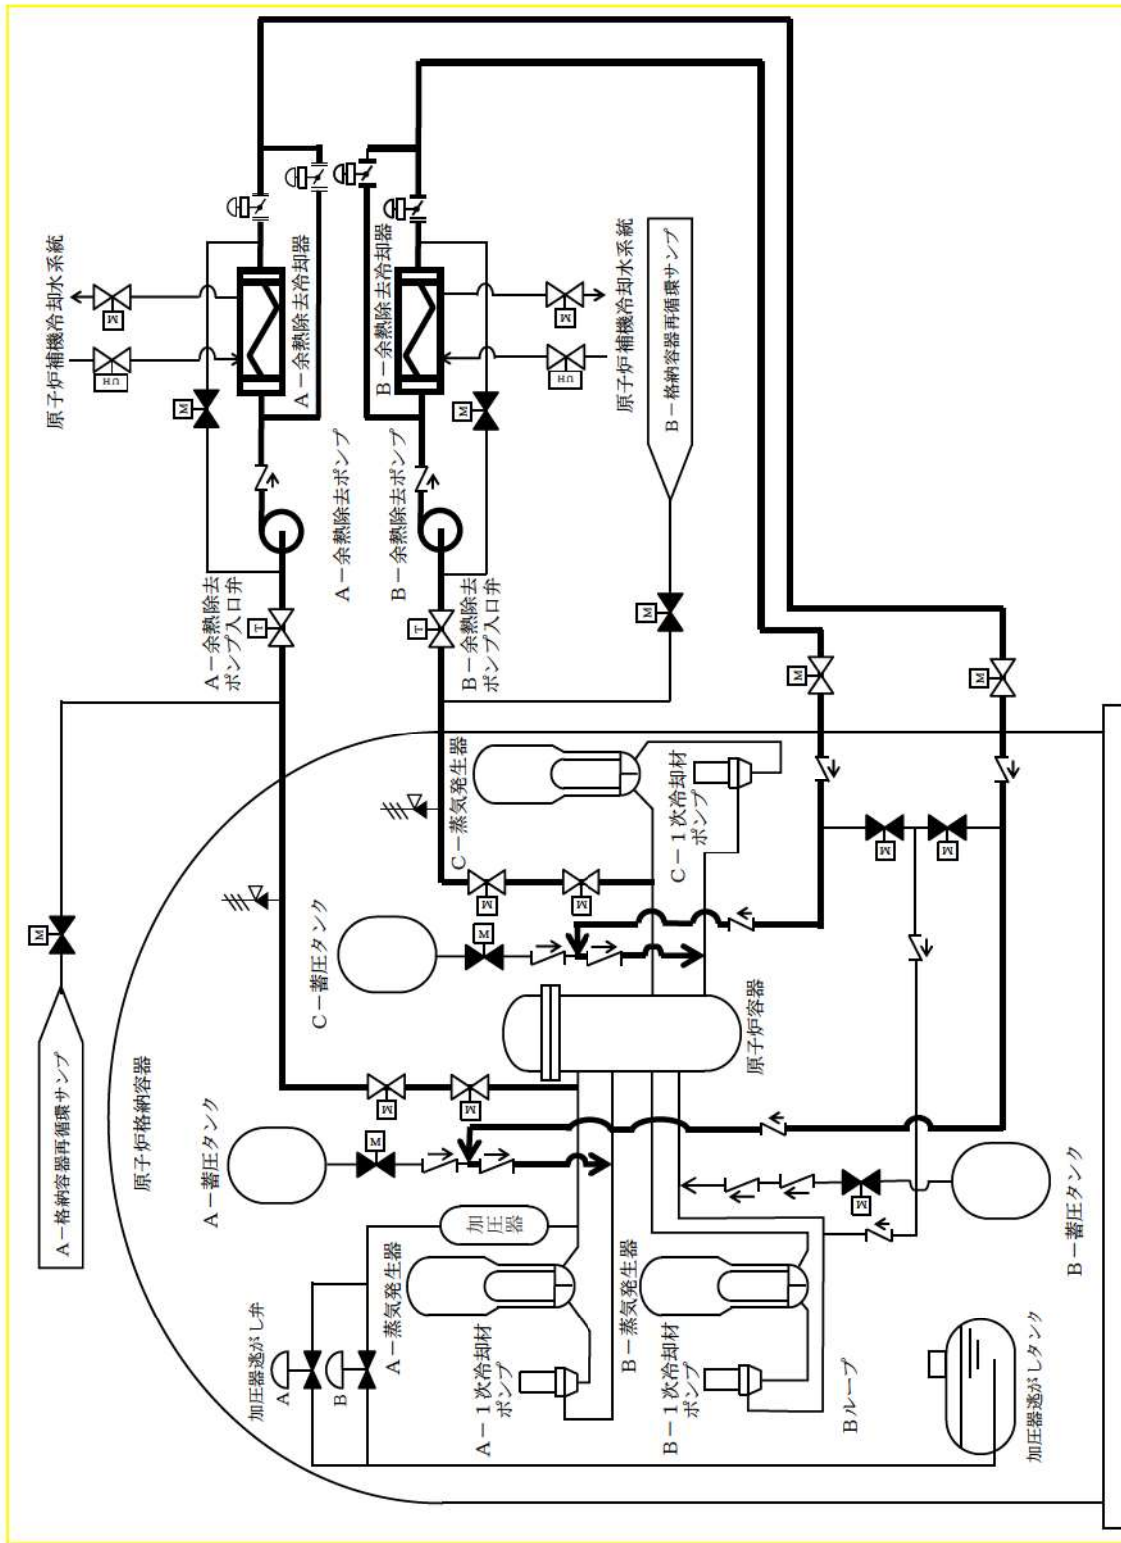 A－格納容器再循環サンプ
M
原子炉補機冷却水系統
M
原子炉格納容器
M
A－蓄圧タンク
A－余熱除去
ポンプ入口弁
T
加圧器逃がし弁
A
A－余熱除去冷却器
C－蓄圧タンク
B
A－余熱除去ポンプ
M
M
A－蒸気発生器
B－余熱除去冷却器
B－余熱除去ポンプ
T
加圧器
M
C－蒸気発生器
B－余熱除去
ポンプ入口弁
M
M
A－1次冷却材
ポンプ
M
M
B－蒸気発生器
原子炉補機冷却水系統
M
B－格納容器再循環サンプ
B－1次冷却材
ポンプ
C－1次冷却材
ポンプ
原子炉容器
M
Bループ
M
M
M
M
加圧器逃がしタンク
B－蓄圧タンク